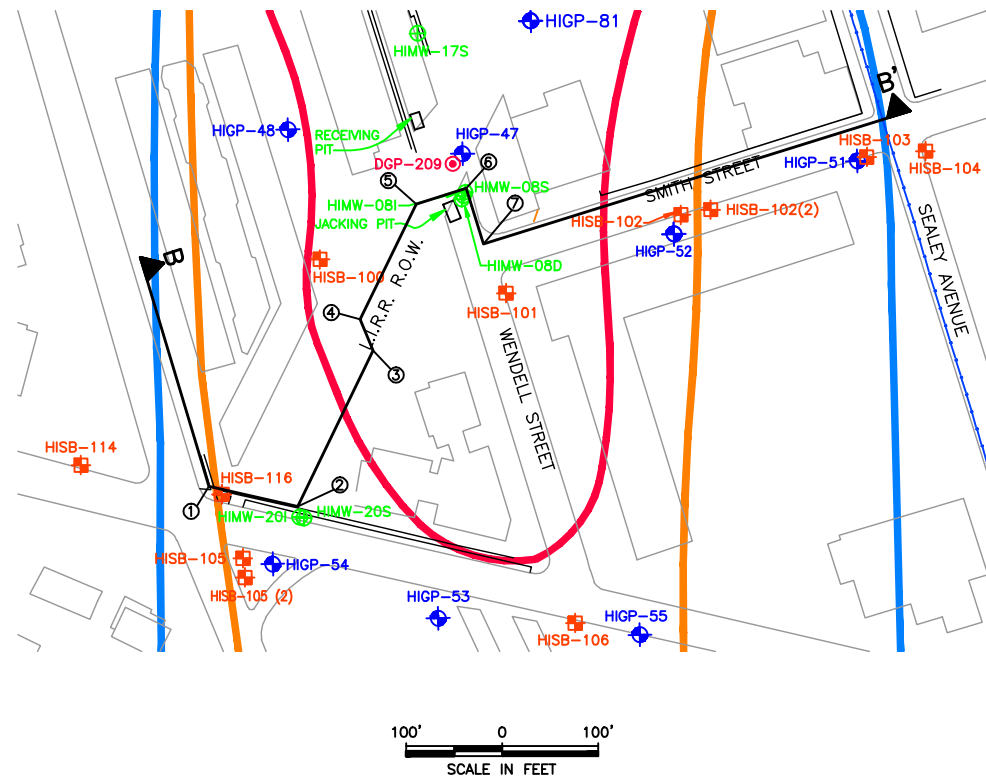 HIGP-81
HIMW-17S
B'
HIGP-48
RECEIVING
PIT
HIGP-47
DGP-209
6
HISB-103
HIGP-51
HISB-104
5
HIMW-08S
SMITH STREET
HIMW-08I
JACKING PIT
7
HISB-102
HISB-102(2)
HIGP-52
SEALEY AVENUE
B
L.I.R.R. R.O.W.
HIMW-08D
HISB-100
HISB-101
4
WENDELL STREET
3
HISB-114
HISB-116
2
1
HIMW-20I
HIMW-20S
HISB-105
HIGP-54
HISB-105 (2)
HIGP-53
HIGP-55
HISB-106
100' 0 100'
SCALE IN FEET